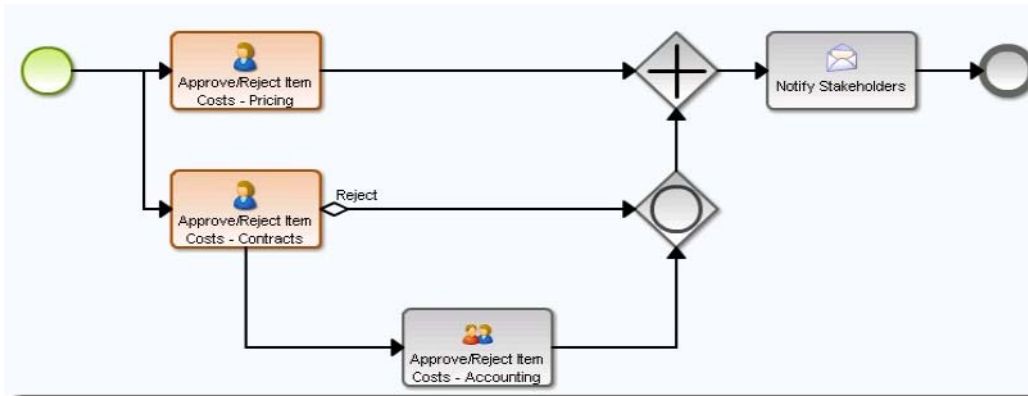 Approve/Reject Item
Costs - Pricing
Notify Stakeholders
Reject
Approve/Reject Item
Costs - Contracts
Approve/Reject Item
Costs - Accounting